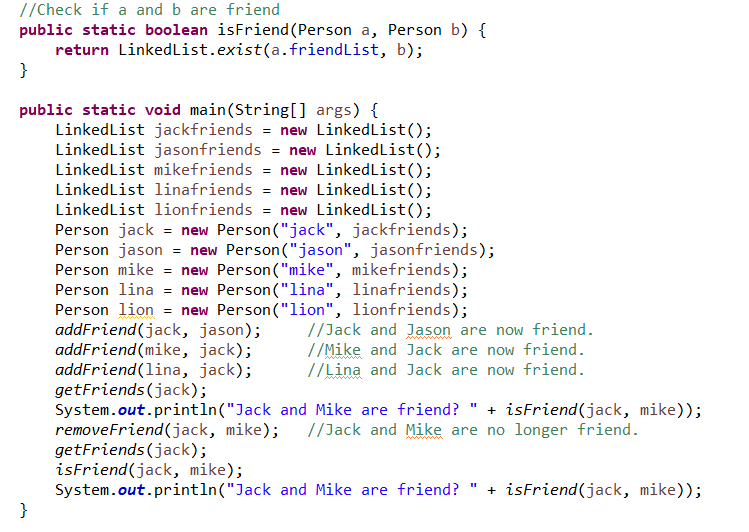 //Check if a and b are friend
public static boolean isFriend(Person a, Person b) {
    return LinkedList.exist(a.friendList, b);
}

public static void main(String[] args) {
    LinkedList jackfriends = new LinkedList();
    LinkedList jasonfriends = new LinkedList();
    LinkedList mikefriends = new LinkedList();
    LinkedList linafriends = new LinkedList();
    LinkedList lionfriends = new LinkedList();
    Person jack = new Person("jack", jackfriends);
    Person jason = new Person("jason", jasonfriends);
    Person mike = new Person("mike", mikefriends);
    Person lina = new Person("lina", linafriends);
    Person lion = new Person("lion", lionfriends);
    addFriend(jack, jason);     //Jack and Jason are now friend.
    addFriend(mike, jack);      //Mike and Jack are now friend.
    addFriend(lina, jack);      //Lina and Jack are now friend.
    getFriends(jack);
    System.out.println("Jack and Mike are friend? " + isFriend(jack, mike));
    removeFriend(jack, mike);   //Jack and Mike are no longer friend.
    getFriends(jack);
    isFriend(jack, mike);
    System.out.println("Jack and Mike are friend? " + isFriend(jack, mike));
}